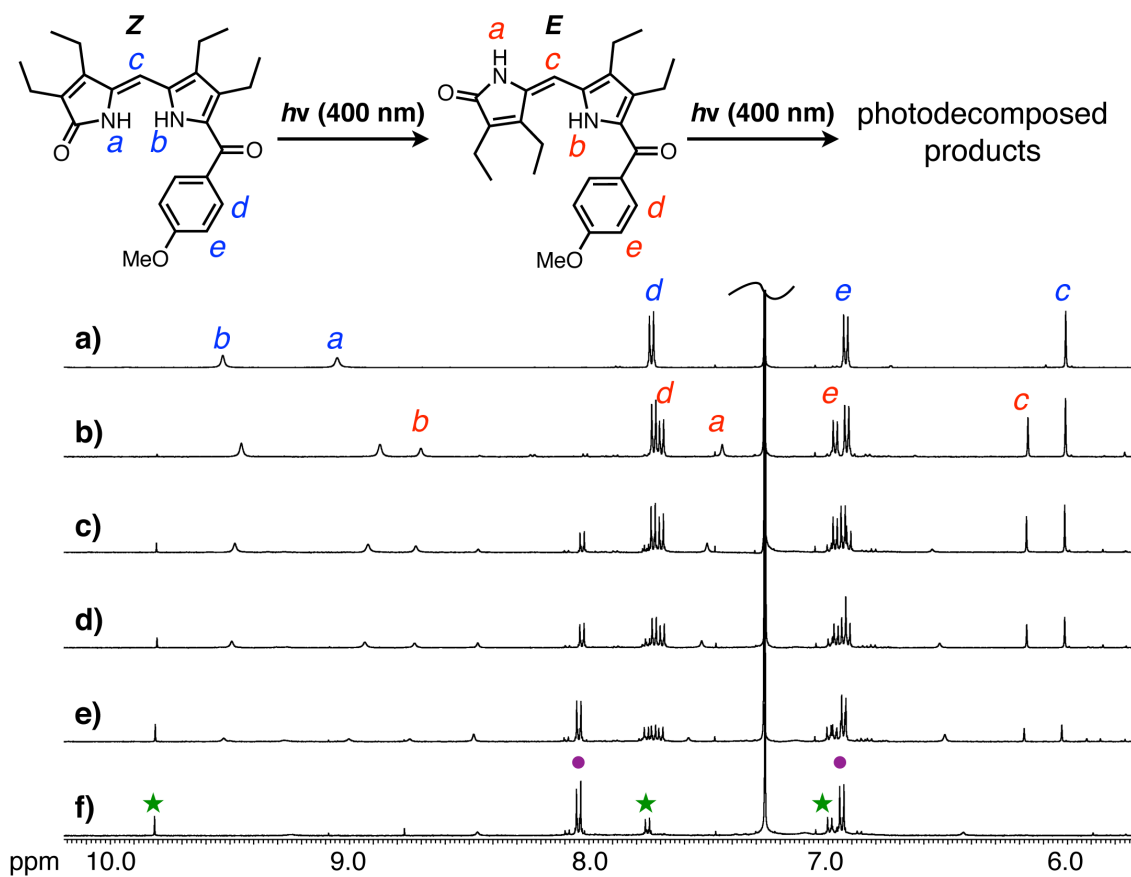 Z
E
a
H
N
c
c
O
NH
HN
a
b
O
O
HN
b
O
d
e
MeO
d
e
MeO
hν (400 nm)
hν (400 nm)
photodecomposed
products
a)
b
a
d
e
c
b)
b
d
a
e
c
c)
d)
e)
f)
ppm
10.0
9.0
8.0
7.0
6.0